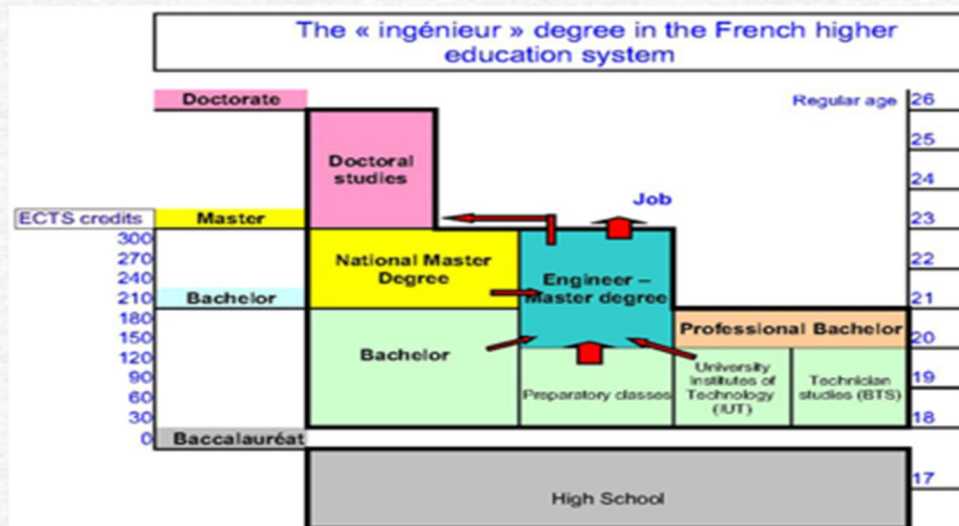 The « ingénieur » degree in the French higher
education system
Doctorate
Regular age
26
25
Doctoral
studies
24
Job
ECTS credits
Master
23
300
270
National Master
Degree
22
240
Engineer –
Master degree
210
Bachelor
21
180
Professional Bachelor
150
Bachelor
20
120
90
Preparatory classes
University
Institutes of
Technology
(IUT)
Technician
studies (BTS)
19
60
30
18
0
Baccalauréat
17
High School